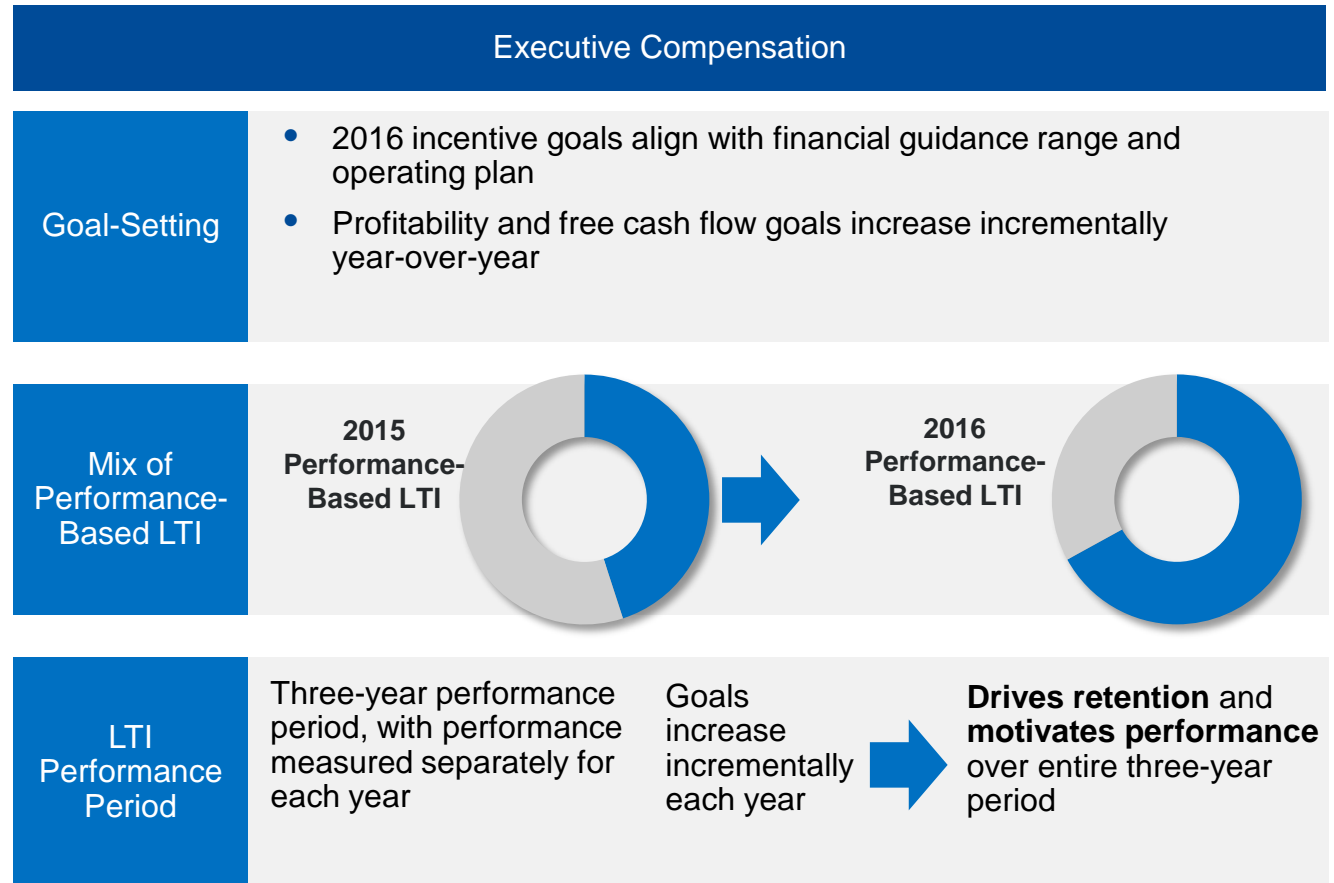 Executive Compensation
Goal-Setting
• 2016 incentive goals align with financial guidance range and
operating plan
• Profitability and free cash flow goals increase incrementally
year-over-year
Mix of
Performance-
Based LTI
2015
Performance-
Based LTI
2016
Performance-
Based LTI
LTI
Performance
Period
Three-year performance
period, with performance
measured separately for
each year
Goals
increase
incrementally
each year
Drives retention and
motivates performance
over entire three-year
period